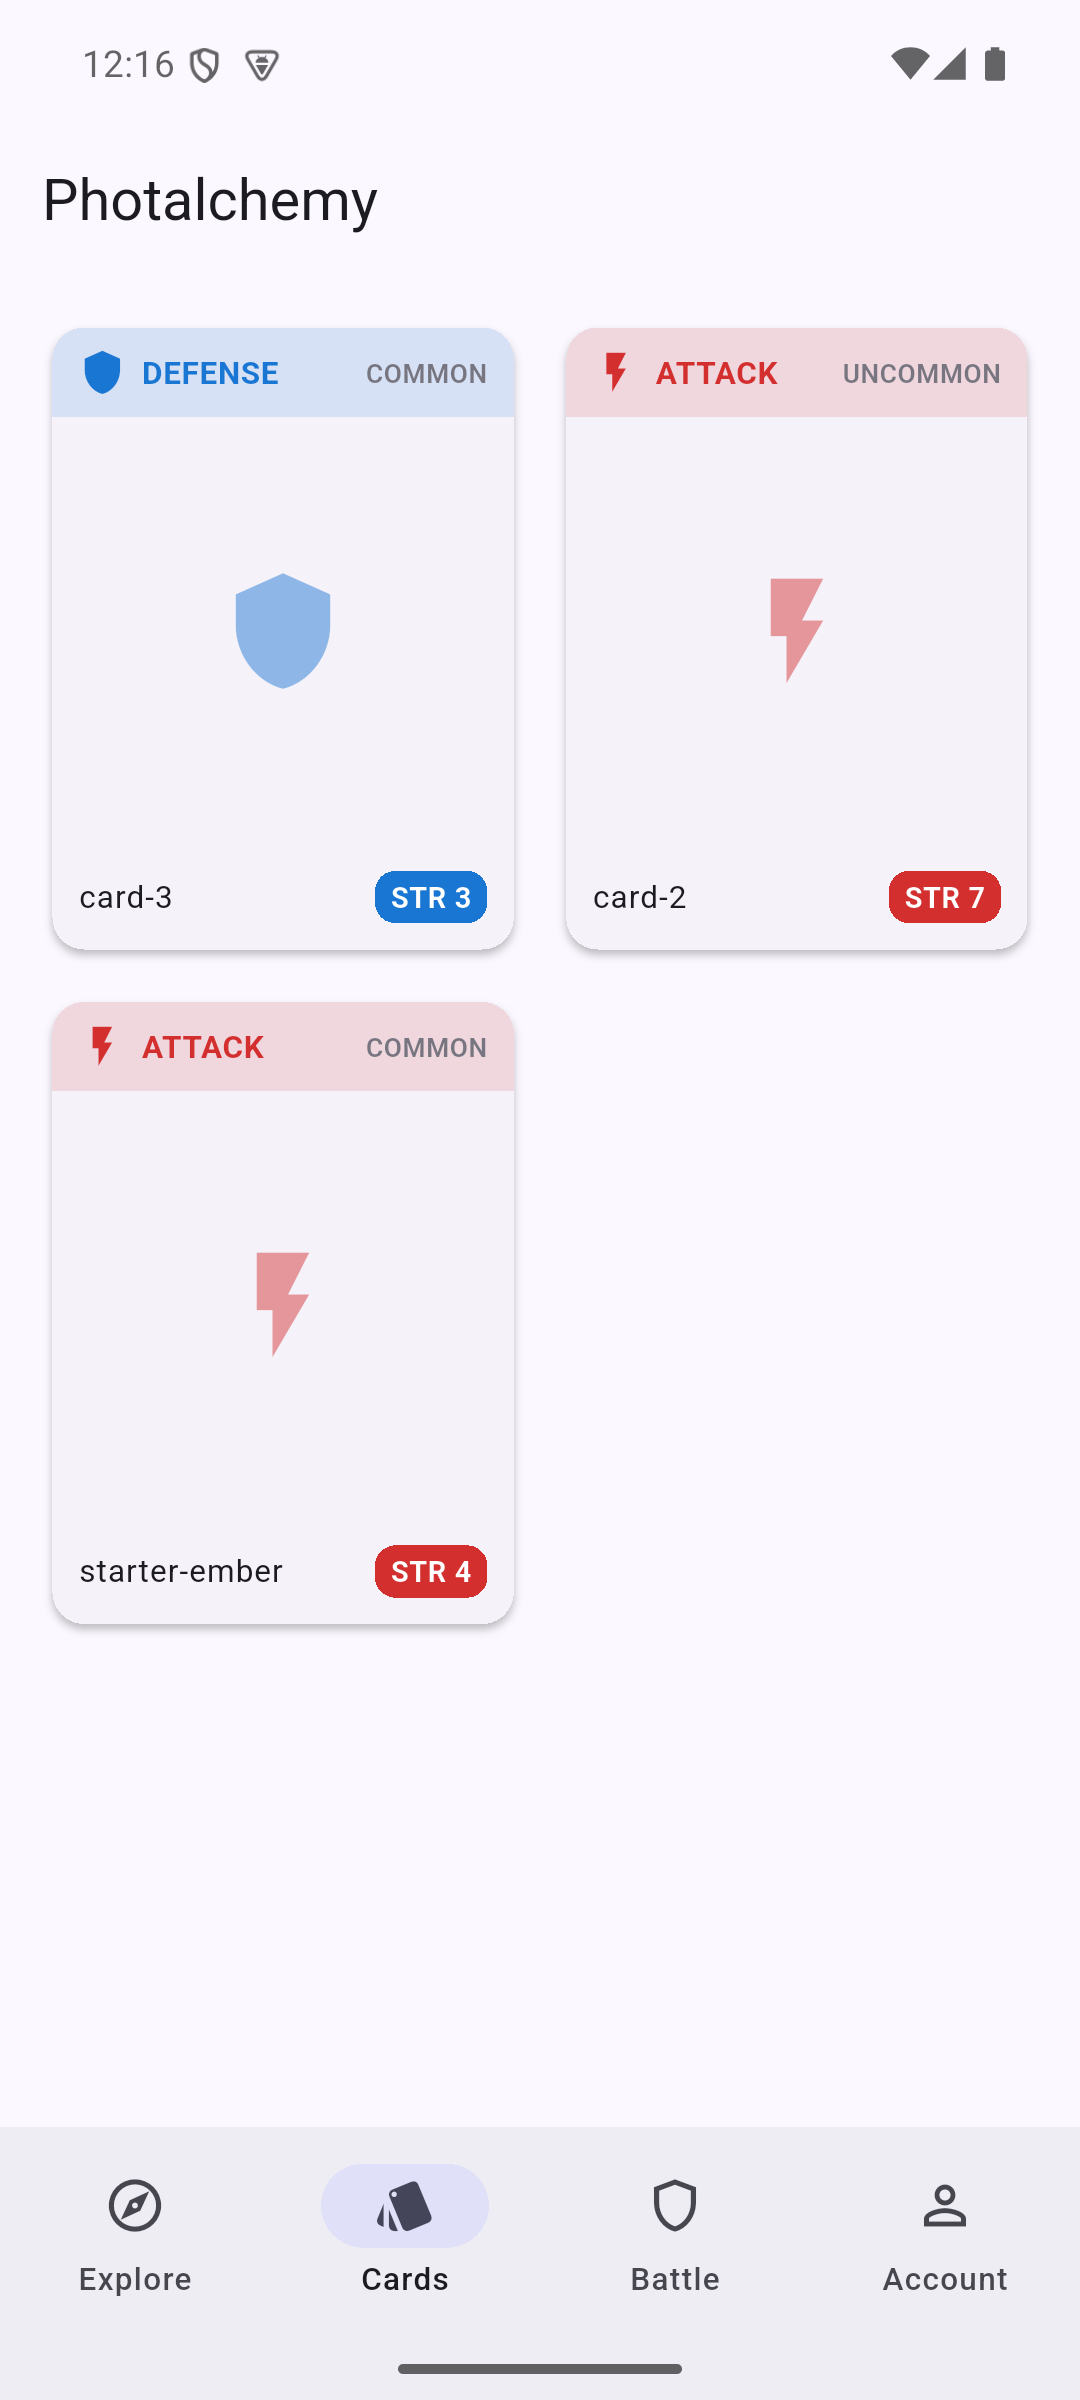 12:16
Photalchemy
DEFENSE COMMON
card-3 STR 3
ATTACK UNCOMMON
card-2 STR 7
ATTACK COMMON
starter-ember STR 4
Explore Cards Battle Account